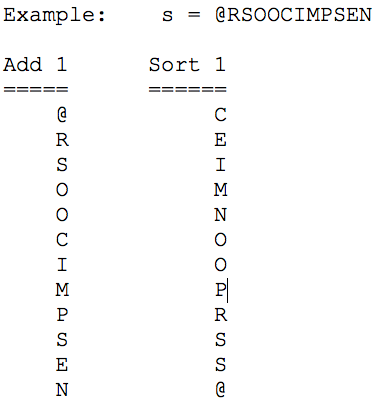 Example: s = @RSOOCIMPSEN
Add 1 Sort 1
===== ======
@ C
R E
S I
O M
O N
C O
I O
M P
P R
S S
E S
N @